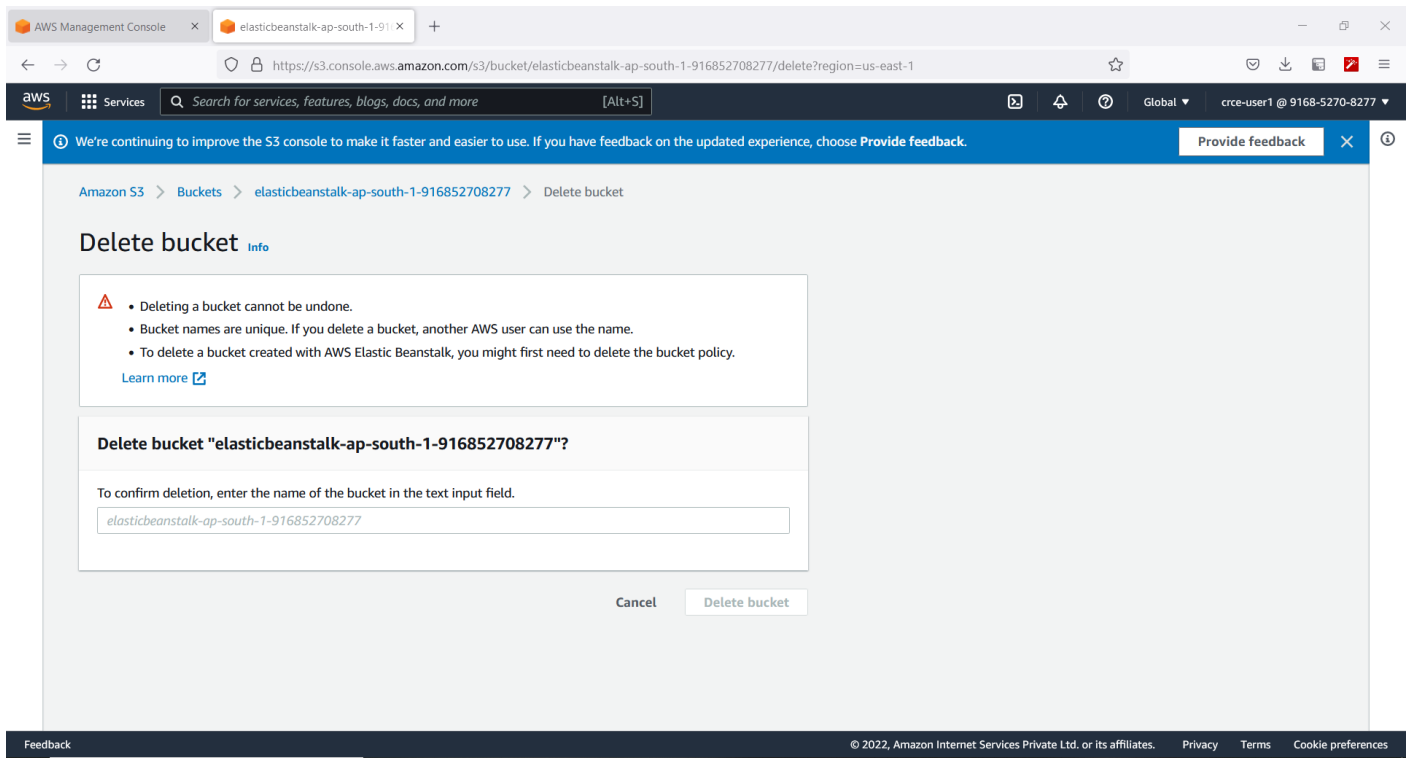 AWS Management Console
elasticbeanstalk-ap-south-1-91
https://s3.console.aws.amazon.com/s3/bucket/elasticbeanstalk-ap-south-1-916852708277/delete?region=us-east-1
aws Services Search for services, features, blogs, docs, and more [Alt+S] Global ▼ crce-user1 @ 9168-5270-8277 ▼
We're continuing to improve the S3 console to make it faster and easier to use. If you have feedback on the updated experience, choose Provide feedback. Provide feedback
Amazon S3 > Buckets > elasticbeanstalk-ap-south-1-916852708277 > Delete bucket
Delete bucket Info
• Deleting a bucket cannot be undone.
• Bucket names are unique. If you delete a bucket, another AWS user can use the name.
• To delete a bucket created with AWS Elastic Beanstalk, you might first need to delete the bucket policy.
Learn more
Delete bucket "elasticbeanstalk-ap-south-1-916852708277"?
To confirm deletion, enter the name of the bucket in the text input field.
elasticbeanstalk-ap-south-1-916852708277
Cancel Delete bucket
Feedback © 2022, Amazon Internet Services Private Ltd. or its affiliates. Privacy Terms Cookie preferences